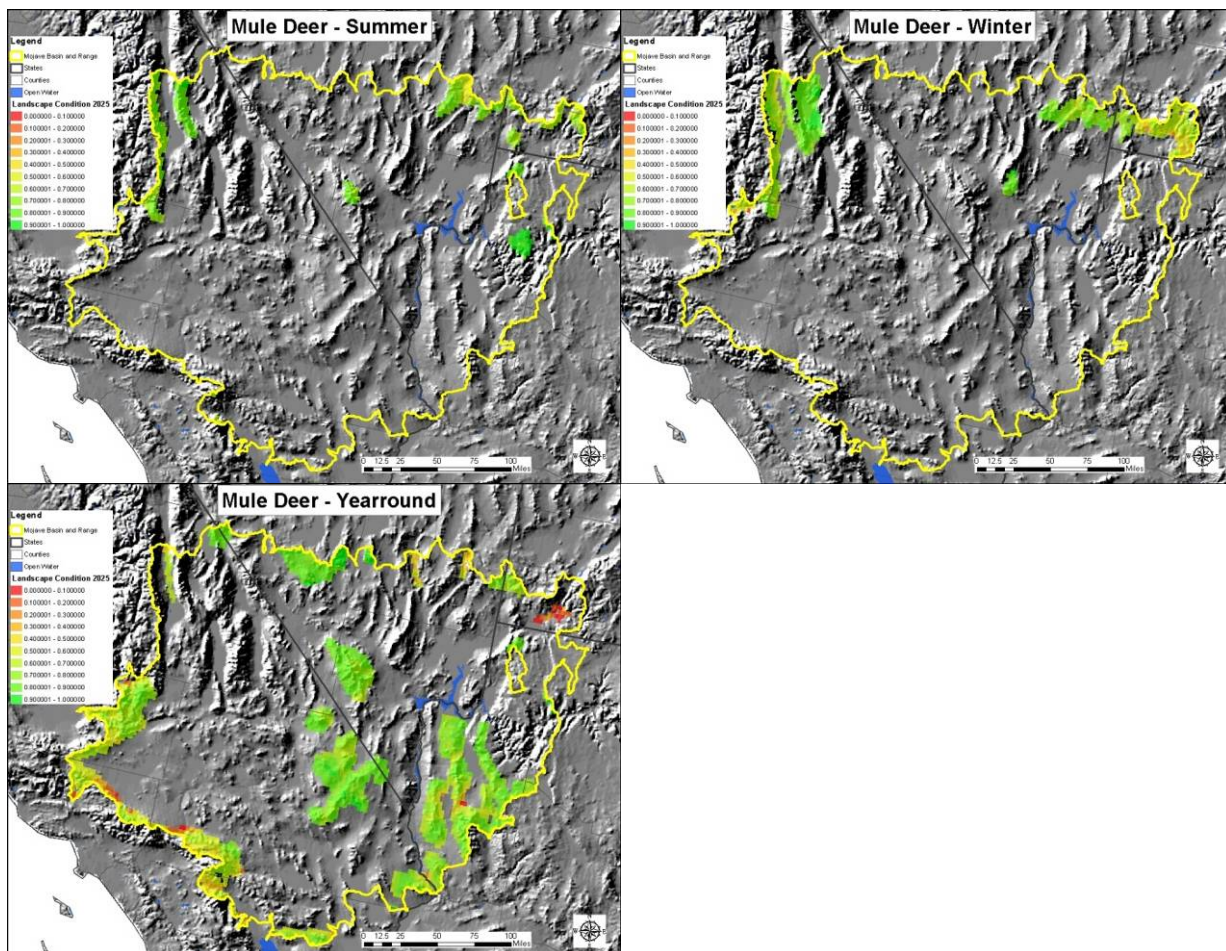 Mule Deer - Summer
Legend
Mojave Basin and Range
States
Counties
Open Water
Landscape Condition 2025
0.000000 - 0.100000
0.100001 - 0.200000
0.200001 - 0.300000
0.300001 - 0.400000
0.400001 - 0.500000
0.500001 - 0.600000
0.600001 - 0.700000
0.700001 - 0.800000
0.800001 - 0.900000
0.900001 - 1.000000
0 12.5 25 50 75 100
Miles
Mule Deer - Winter
Legend
Mojave Basin and Range
States
Counties
Open Water
Landscape Condition 2025
0.000000 - 0.100000
0.100001 - 0.200000
0.200001 - 0.300000
0.300001 - 0.400000
0.400001 - 0.500000
0.500001 - 0.600000
0.600001 - 0.700000
0.700001 - 0.800000
0.800001 - 0.900000
0.900001 - 1.000000
0 12.5 25 50 75 100
Miles
Mule Deer - Yearround
Legend
Mojave Basin and Range
States
Counties
Open Water
Landscape Condition 2025
0.000000 - 0.100000
0.100001 - 0.200000
0.200001 - 0.300000
0.300001 - 0.400000
0.400001 - 0.500000
0.500001 - 0.600000
0.600001 - 0.700000
0.700001 - 0.800000
0.800001 - 0.900000
0.900001 - 1.000000
0 12.5 25 50 75 100
Miles